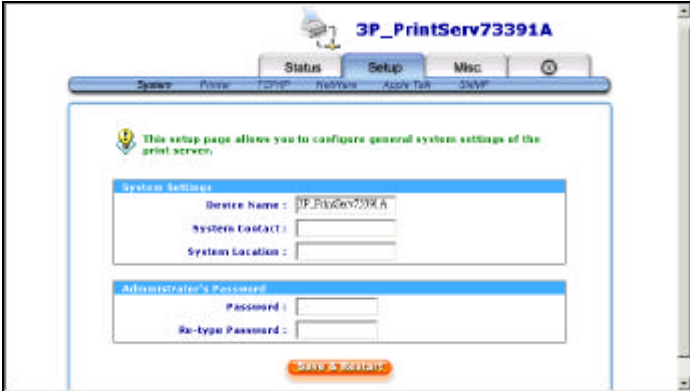 3P_PrintServ73391A
Status Setup Misc.
System Printer TCP/IP NetWare Apple Talk SNMP
This setup page allows you to configure general system settings of the
print server.
System Settings
Device Name : 3P_PrintServ73391A
System Contact :
System Location :
Administrator's Password
Password :
Re-type Password :
Save & Restart